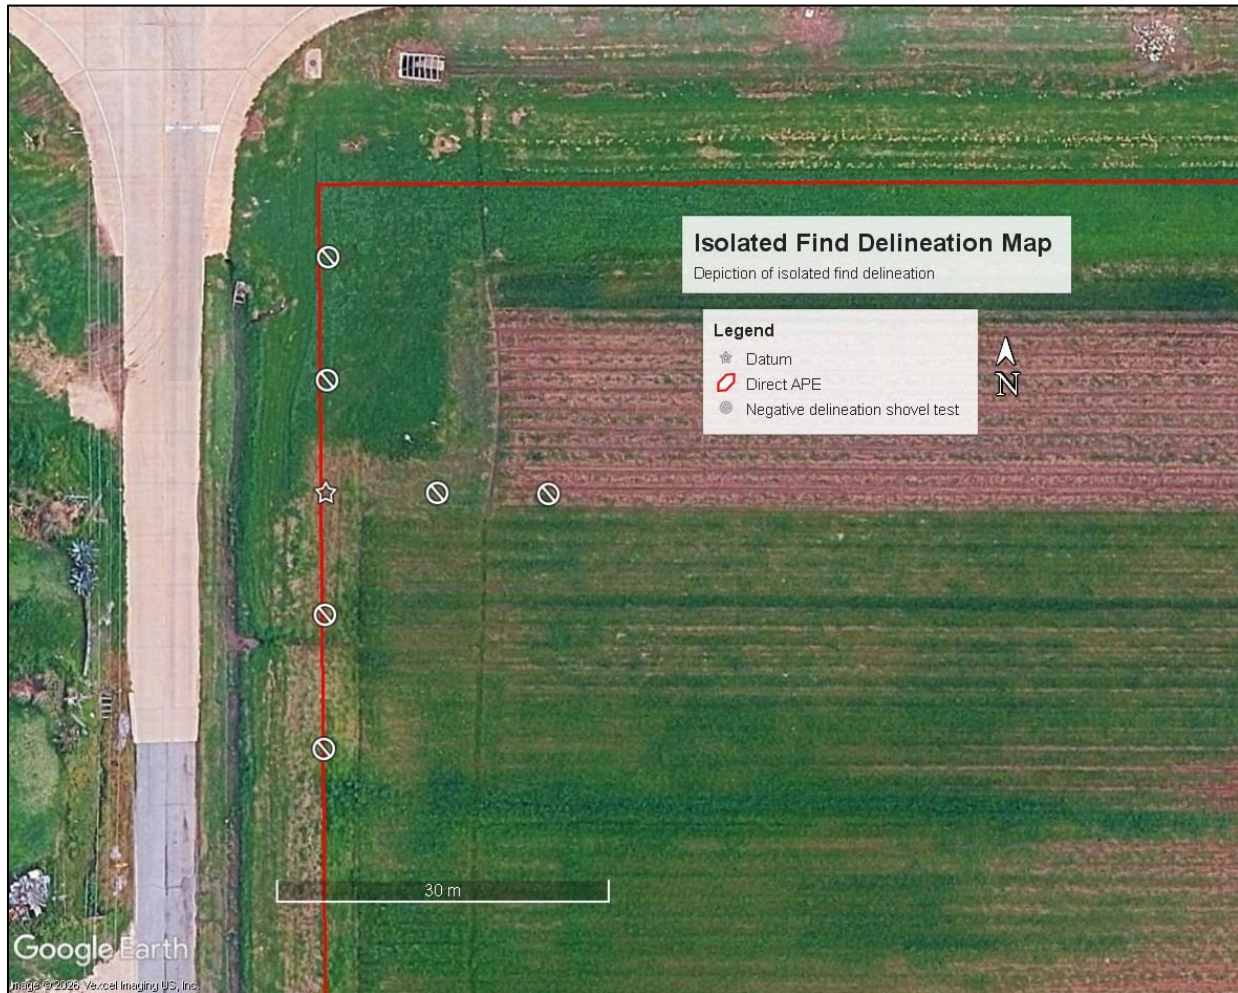 Isolated Find Delineation Map
Depiction of isolated find delineation
Legend
Datum
Direct APE
Negative delineation shovel test
N
30 m
Google Earth
Image © 2026 Vexcel Imaging US, Inc.